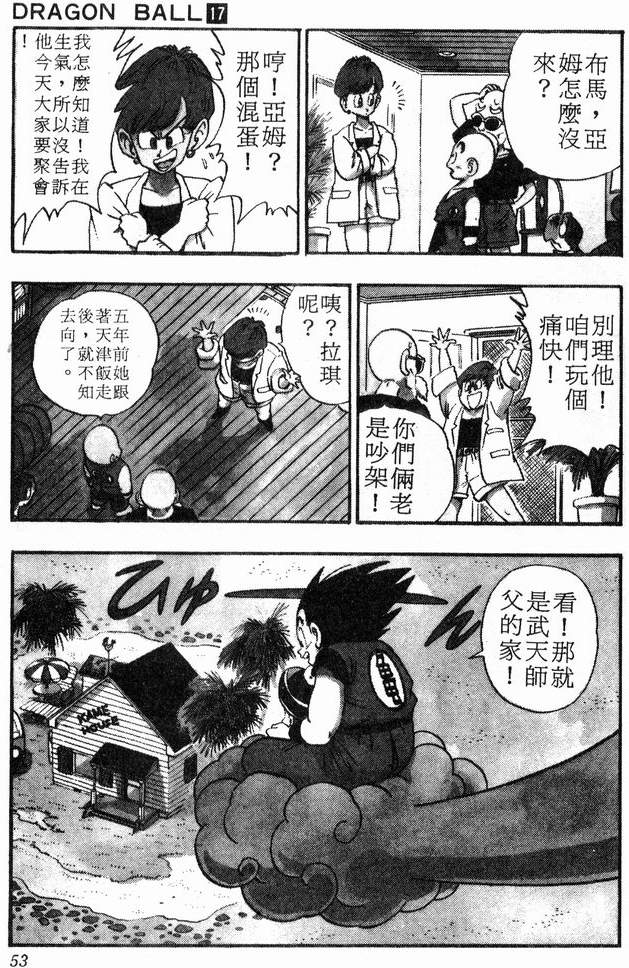 DRAGON BALL 17
布馬，亞
姆怎麼沒
來？
哼！亞姆？
那個混蛋！
我怎麼知道！我在
生氣，所以沒告訴
他今天大家要聚會
！
別理他！
咱們玩個
痛快！
你們倆老
是吵架！
咦？拉琪
呢？
五年前她跟
著天津飯走
後，就不知
去向了。
看！那就
是武天師
父的家！
ひゅん
KAME
HOUSE
53